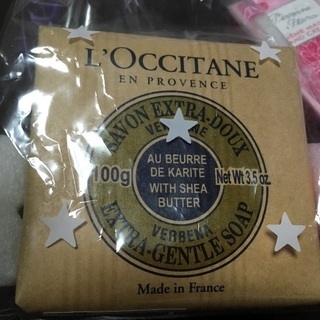 L'OCCITANE
EN PROVENCE
SAVON EXTRA-DOUX
VERVEINE
100g
AU BEURRE
DE KARITE
WITH SHEA
BUTTER
Net Wt 3.5 oz.
VERBENA
EXTRA-GENTLE SOAP
Made in France